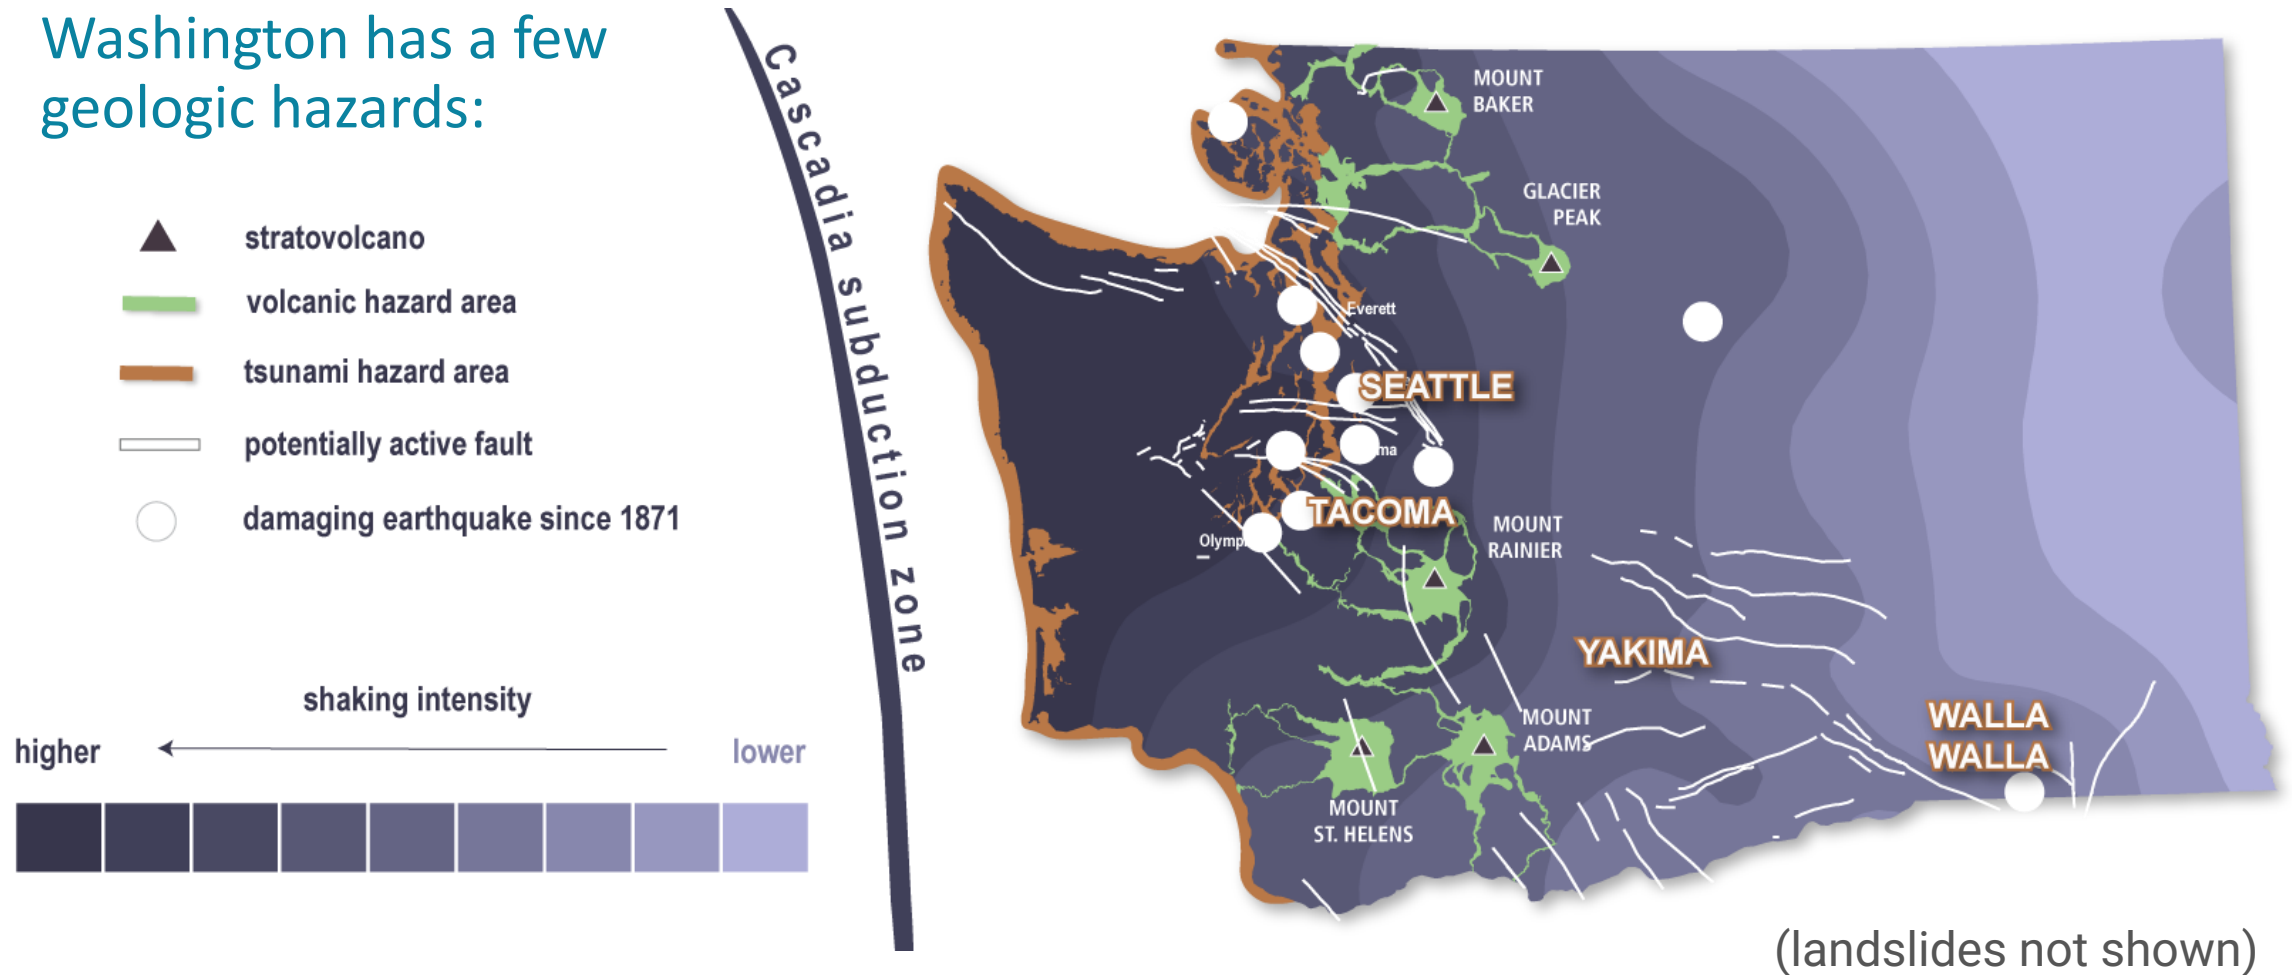 Washington has a few
geologic hazards:
stratovolcano
volcanic hazard area
tsunami hazard area
potentially active fault
damaging earthquake since 1871
shaking intensity
higher
lower
Cascadia subduction zone
MOUNT
BAKER
GLACIER
PEAK
Everett
SEATTLE
ma
TACOMA
Olymp
MOUNT
RAINIER
YAKIMA
MOUNT
ADAMS
WALLA
WALLA
MOUNT
ST. HELENS
(landslides not shown)